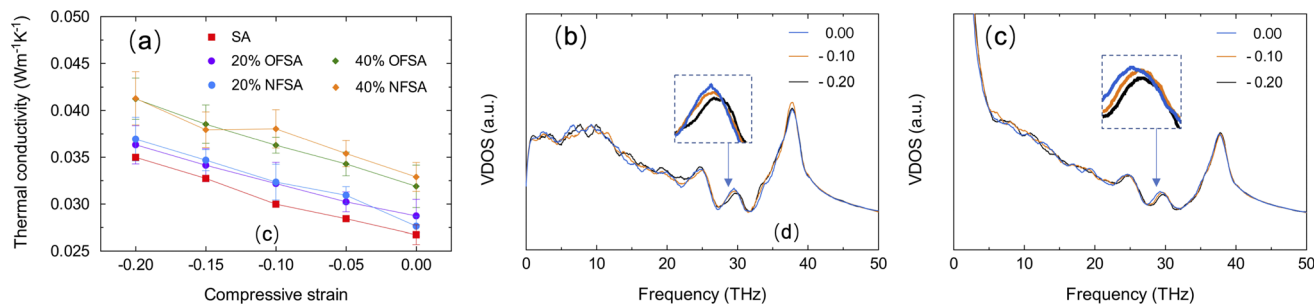 (a)
SA
20% OFSA
40% OFSA
20% NFSA
40% NFSA
0.050
0.045
0.040
0.035
0.030
0.025
Thermal conductivity (Wm⁻¹K⁻¹)
(c)
-0.20
-0.15
-0.10
-0.05
0.00
Compressive strain
(b)
0.00
- 0.10
- 0.20
VDOS (a.u.)
(d)
0
10
20
30
40
50
Frequency (THz)
(c)
0.00
- 0.10
- 0.20
VDOS (a.u.)
0
10
20
30
40
50
Frequency (THz)